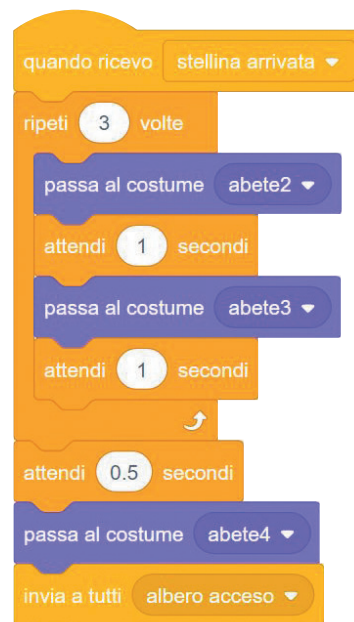 quando ricevo stellina arrivata
ripeti 3 volte
passa al costume abete2
attendi 1 secondi
passa al costume abete3
attendi 1 secondi
attendi 0.5 secondi
passa al costume abete4
invia a tutti albero acceso